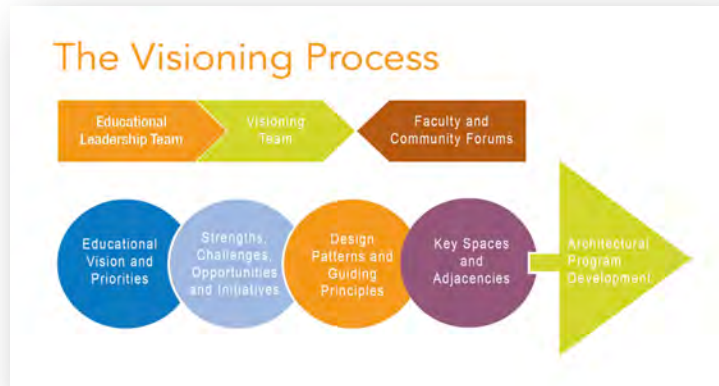 The Visioning Process
Educational
Leadership Team
Visioning
Team
Faculty and
Community Forums
Educational
Vision and
Priorities
Strengths,
Challenges,
Opportunities
and Initiatives
Design
Patterns and
Guiding
Principles
Key Spaces
and
Adjacencies
Architectural
Program
Development